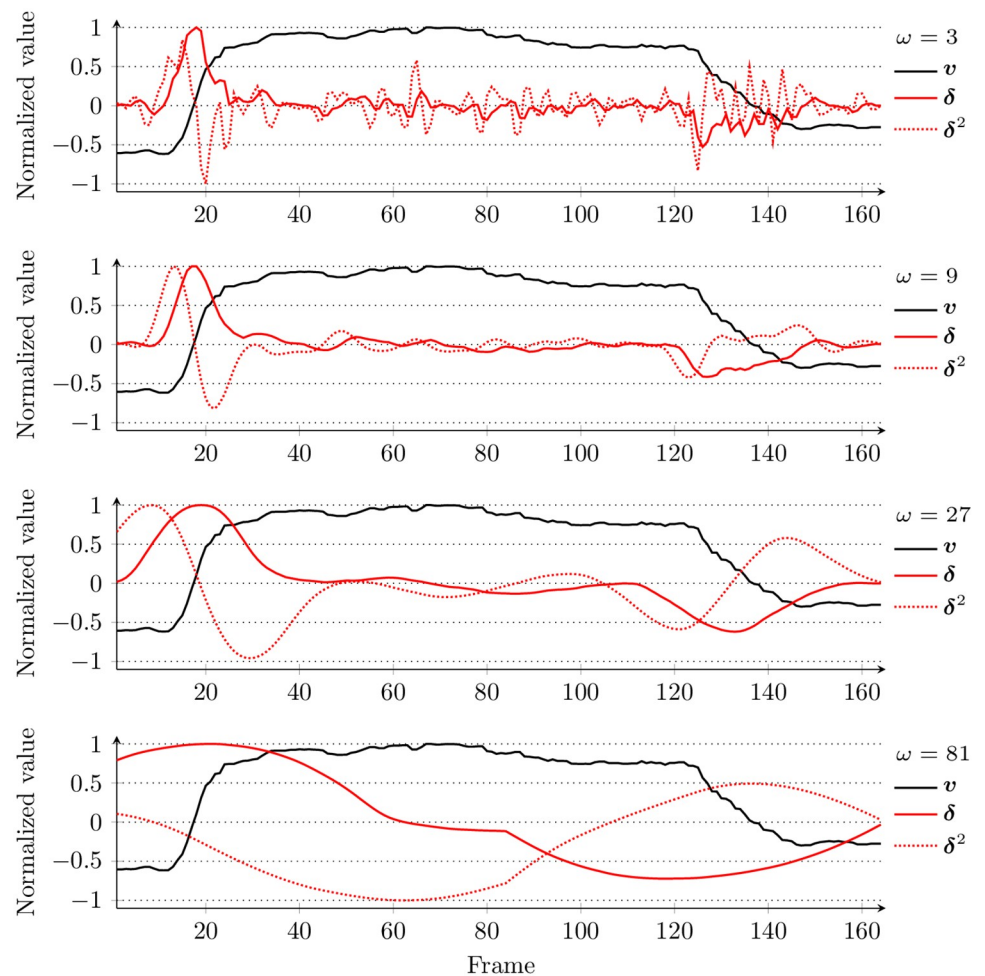 Normalized value
1
0.5
0
−0.5
−1
20 40 60 80 100 120 140 160
ω = 3
v
δ
δ²
Normalized value
1
0.5
0
−0.5
−1
20 40 60 80 100 120 140 160
ω = 9
v
δ
δ²
Normalized value
1
0.5
0
−0.5
−1
20 40 60 80 100 120 140 160
ω = 27
v
δ
δ²
Normalized value
1
0.5
0
−0.5
−1
20 40 60 80 100 120 140 160
ω = 81
v
δ
δ²
Frame